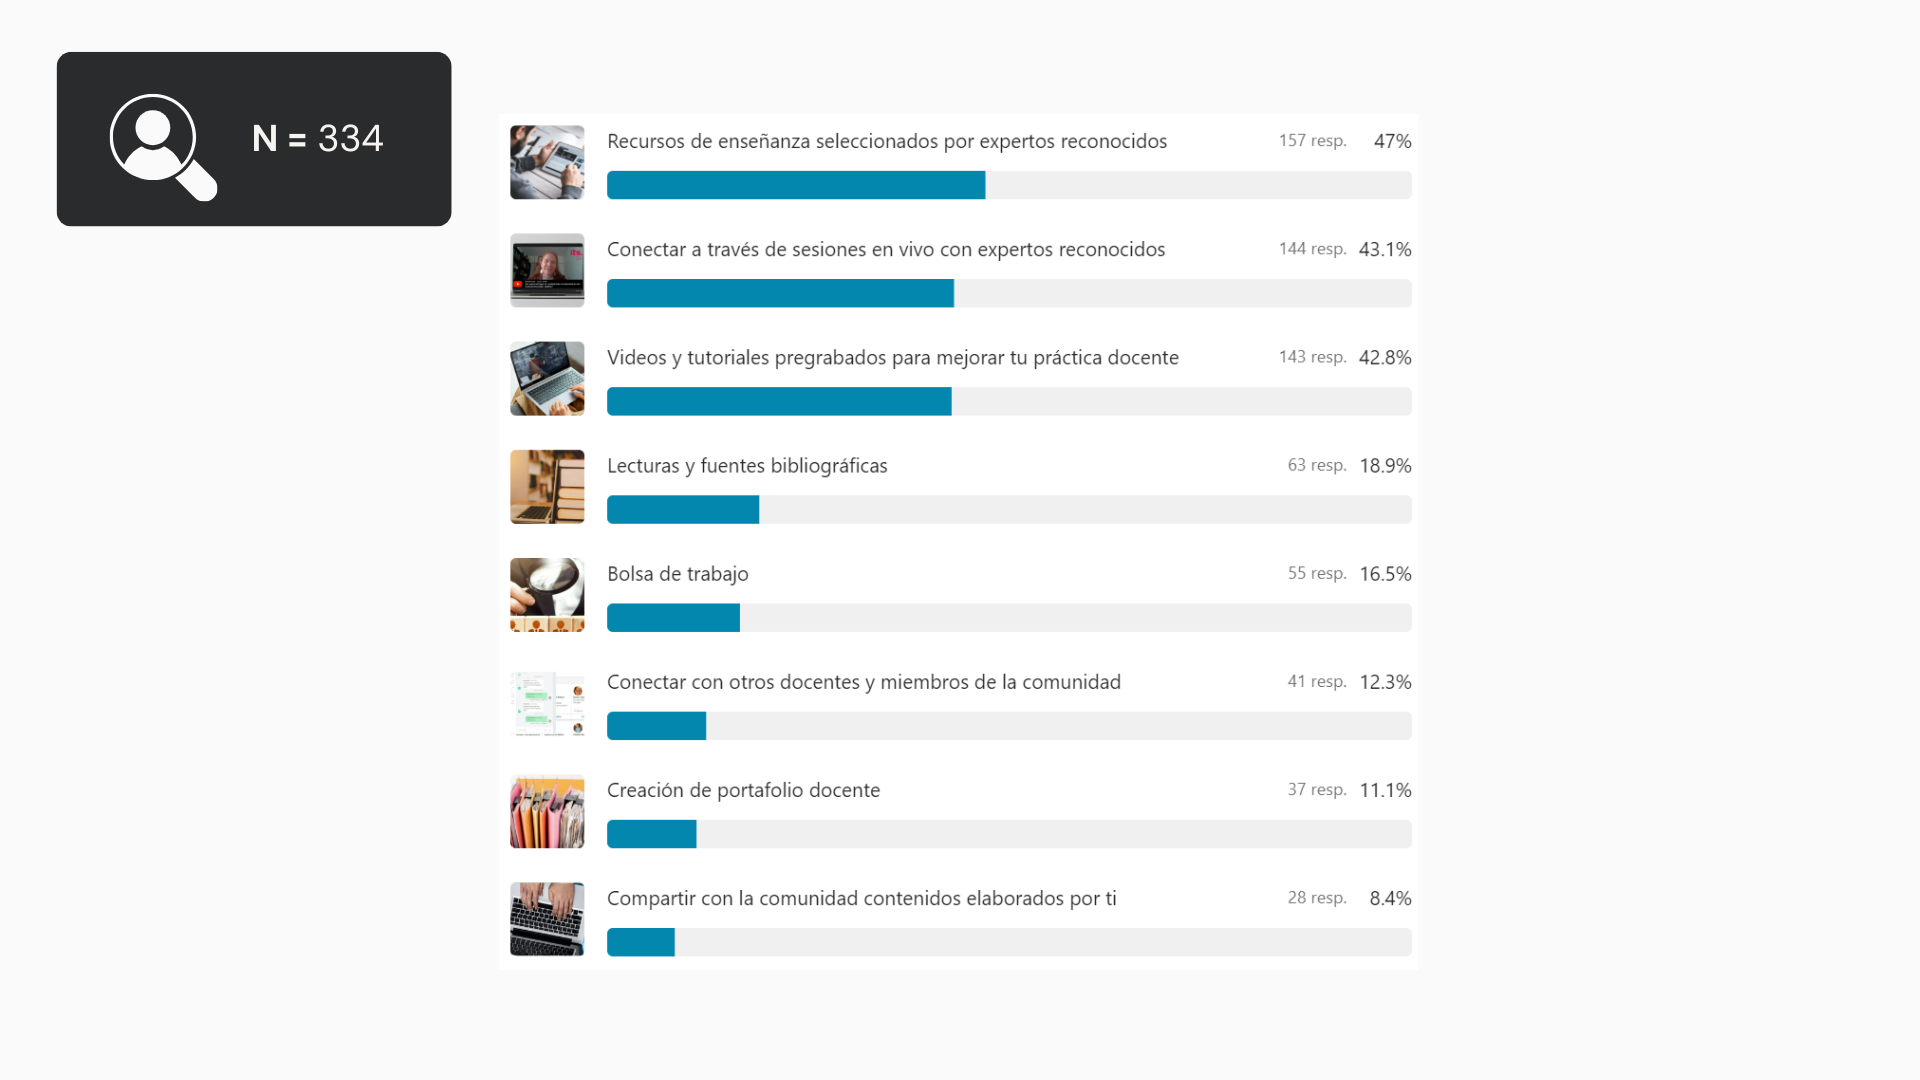 N = 334
Recursos de enseñanza seleccionados por expertos reconocidos 157 resp. 47%
Conectar a través de sesiones en vivo con expertos reconocidos 144 resp. 43.1%
Videos y tutoriales pregrabados para mejorar tu práctica docente 143 resp. 42.8%
Lecturas y fuentes bibliográficas 63 resp. 18.9%
Bolsa de trabajo 55 resp. 16.5%
Conectar con otros docentes y miembros de la comunidad 41 resp. 12.3%
Creación de portafolio docente 37 resp. 11.1%
Compartir con la comunidad contenidos elaborados por ti 28 resp. 8.4%